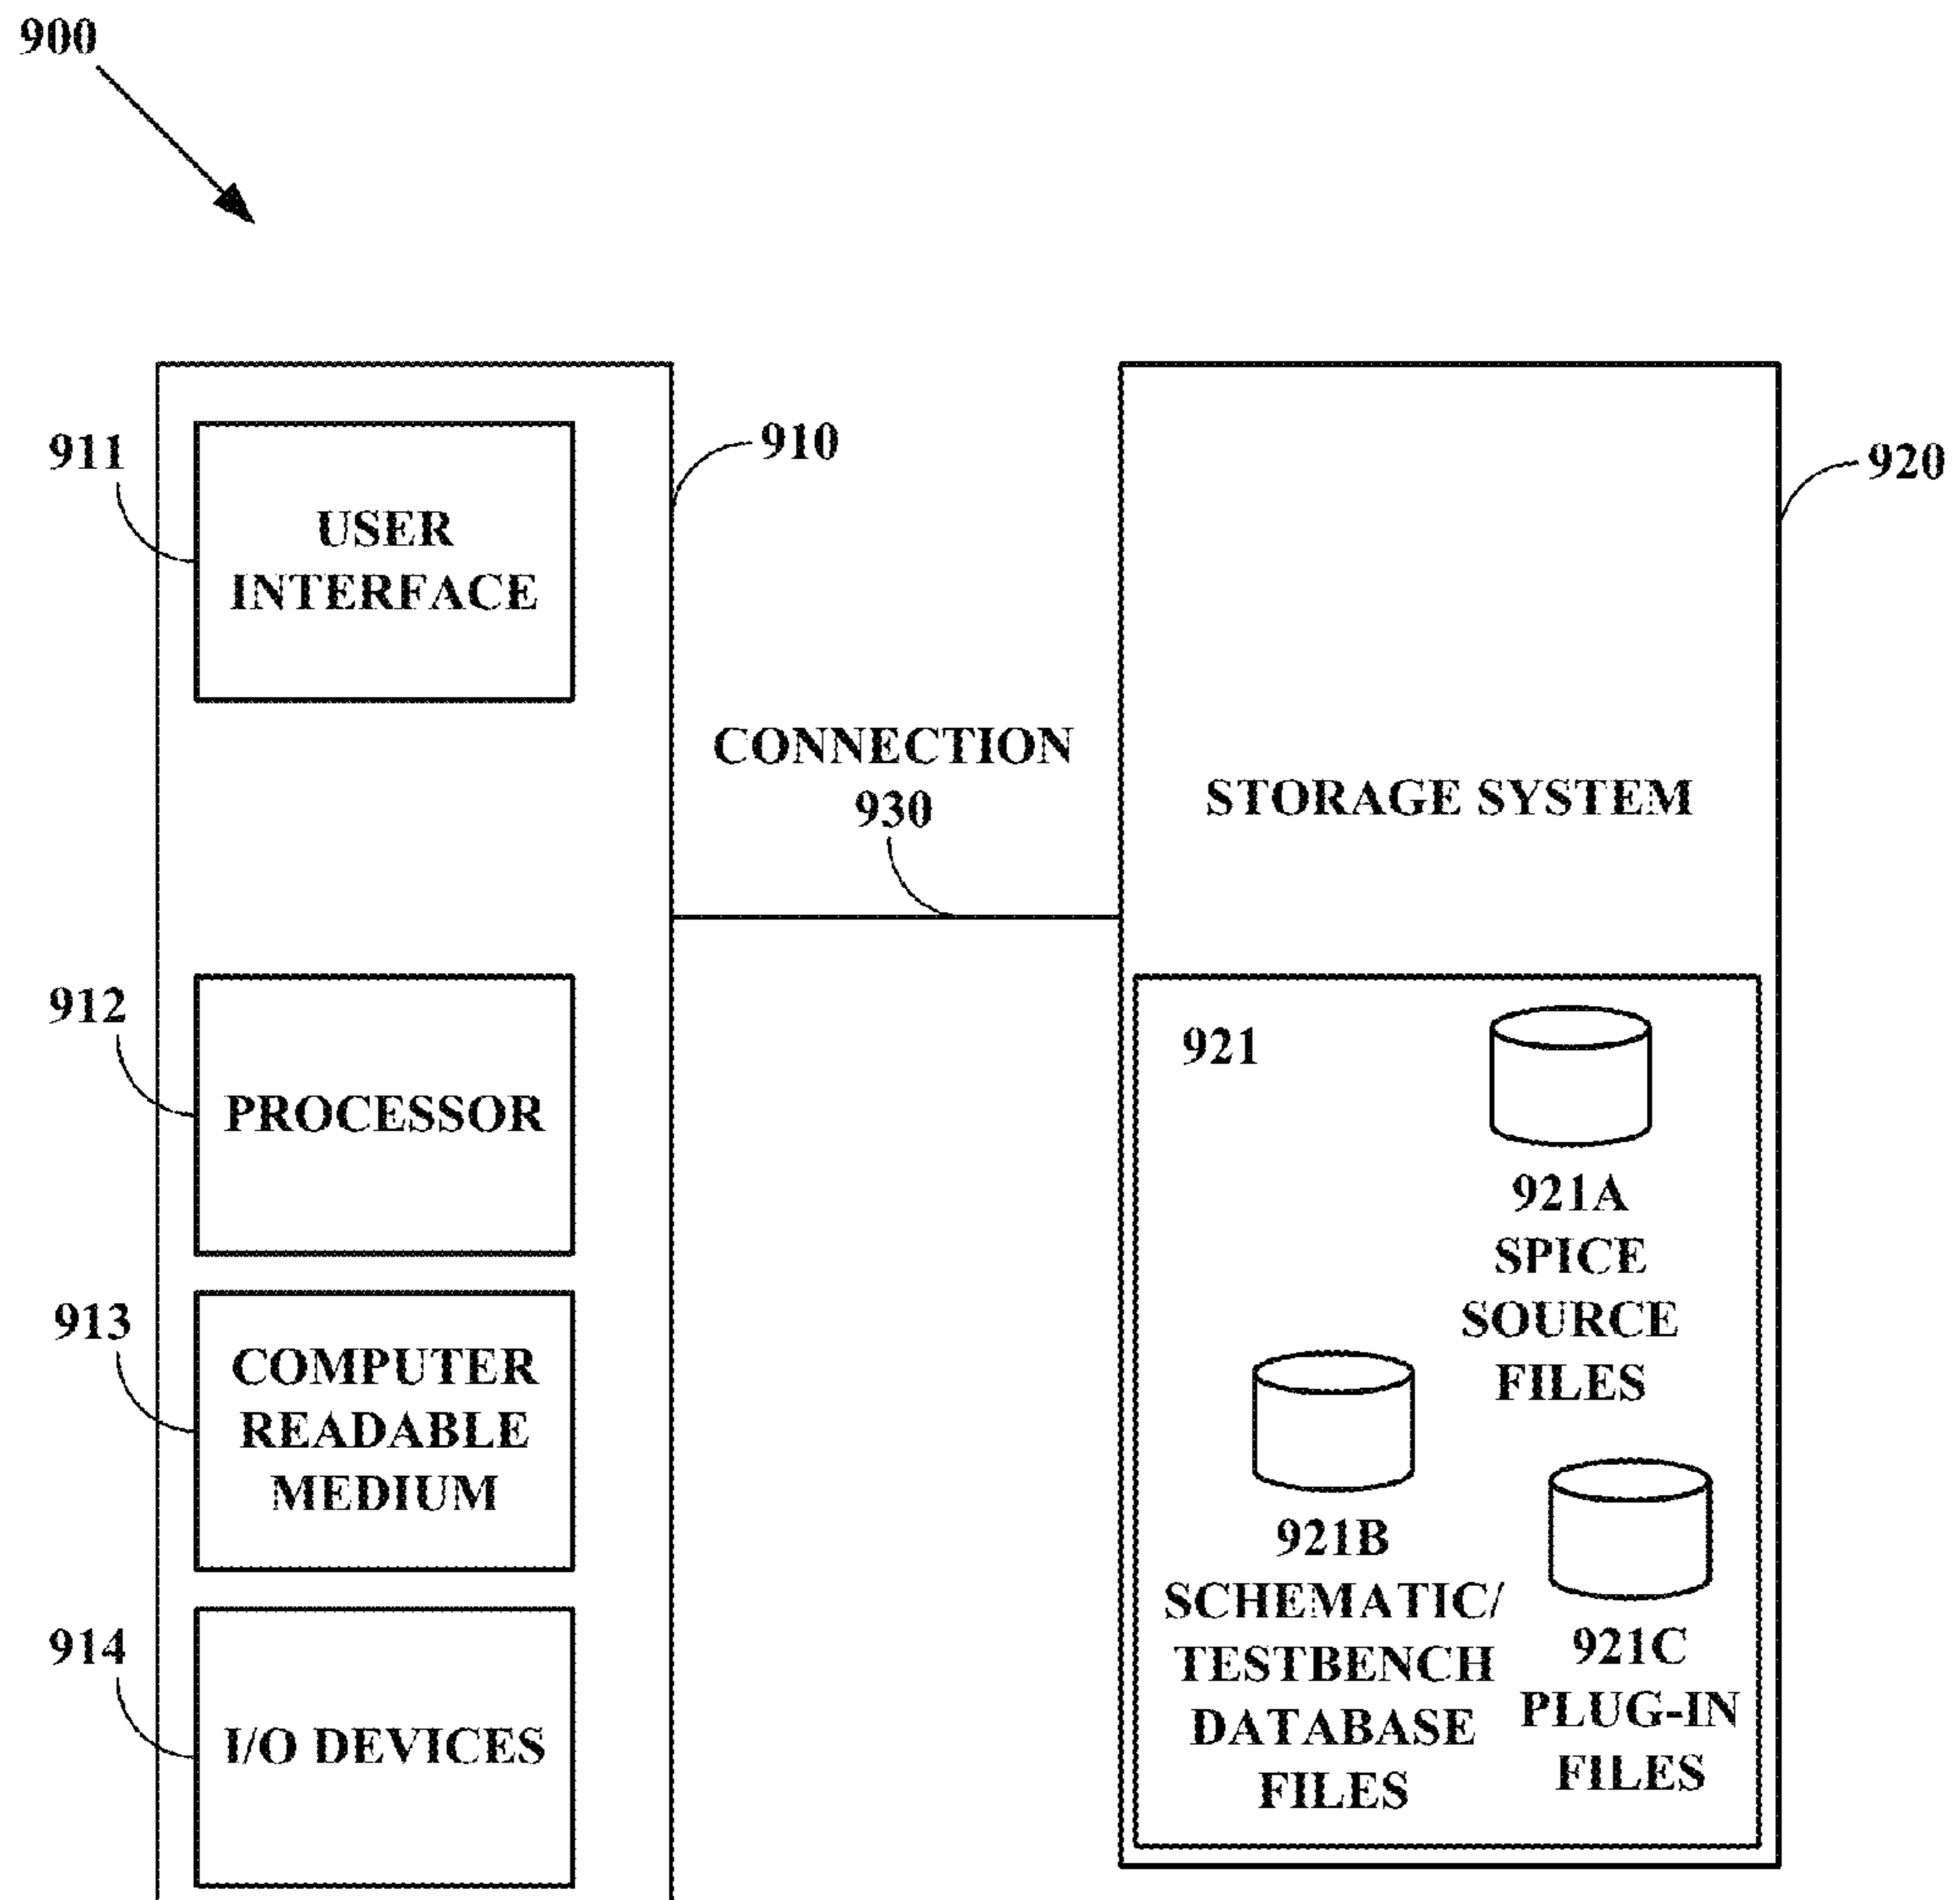 900
911
USER
INTERFACE
910
920
CONNECTION
930
STORAGE SYSTEM
912
PROCESSOR
913
COMPUTER
READABLE
MEDIUM
914
I/O DEVICES
921
921A
SPICE
SOURCE
FILES
921B
SCHEMATIC/
TESTBENCH
DATABASE
FILES
921C
PLUG-IN
FILES